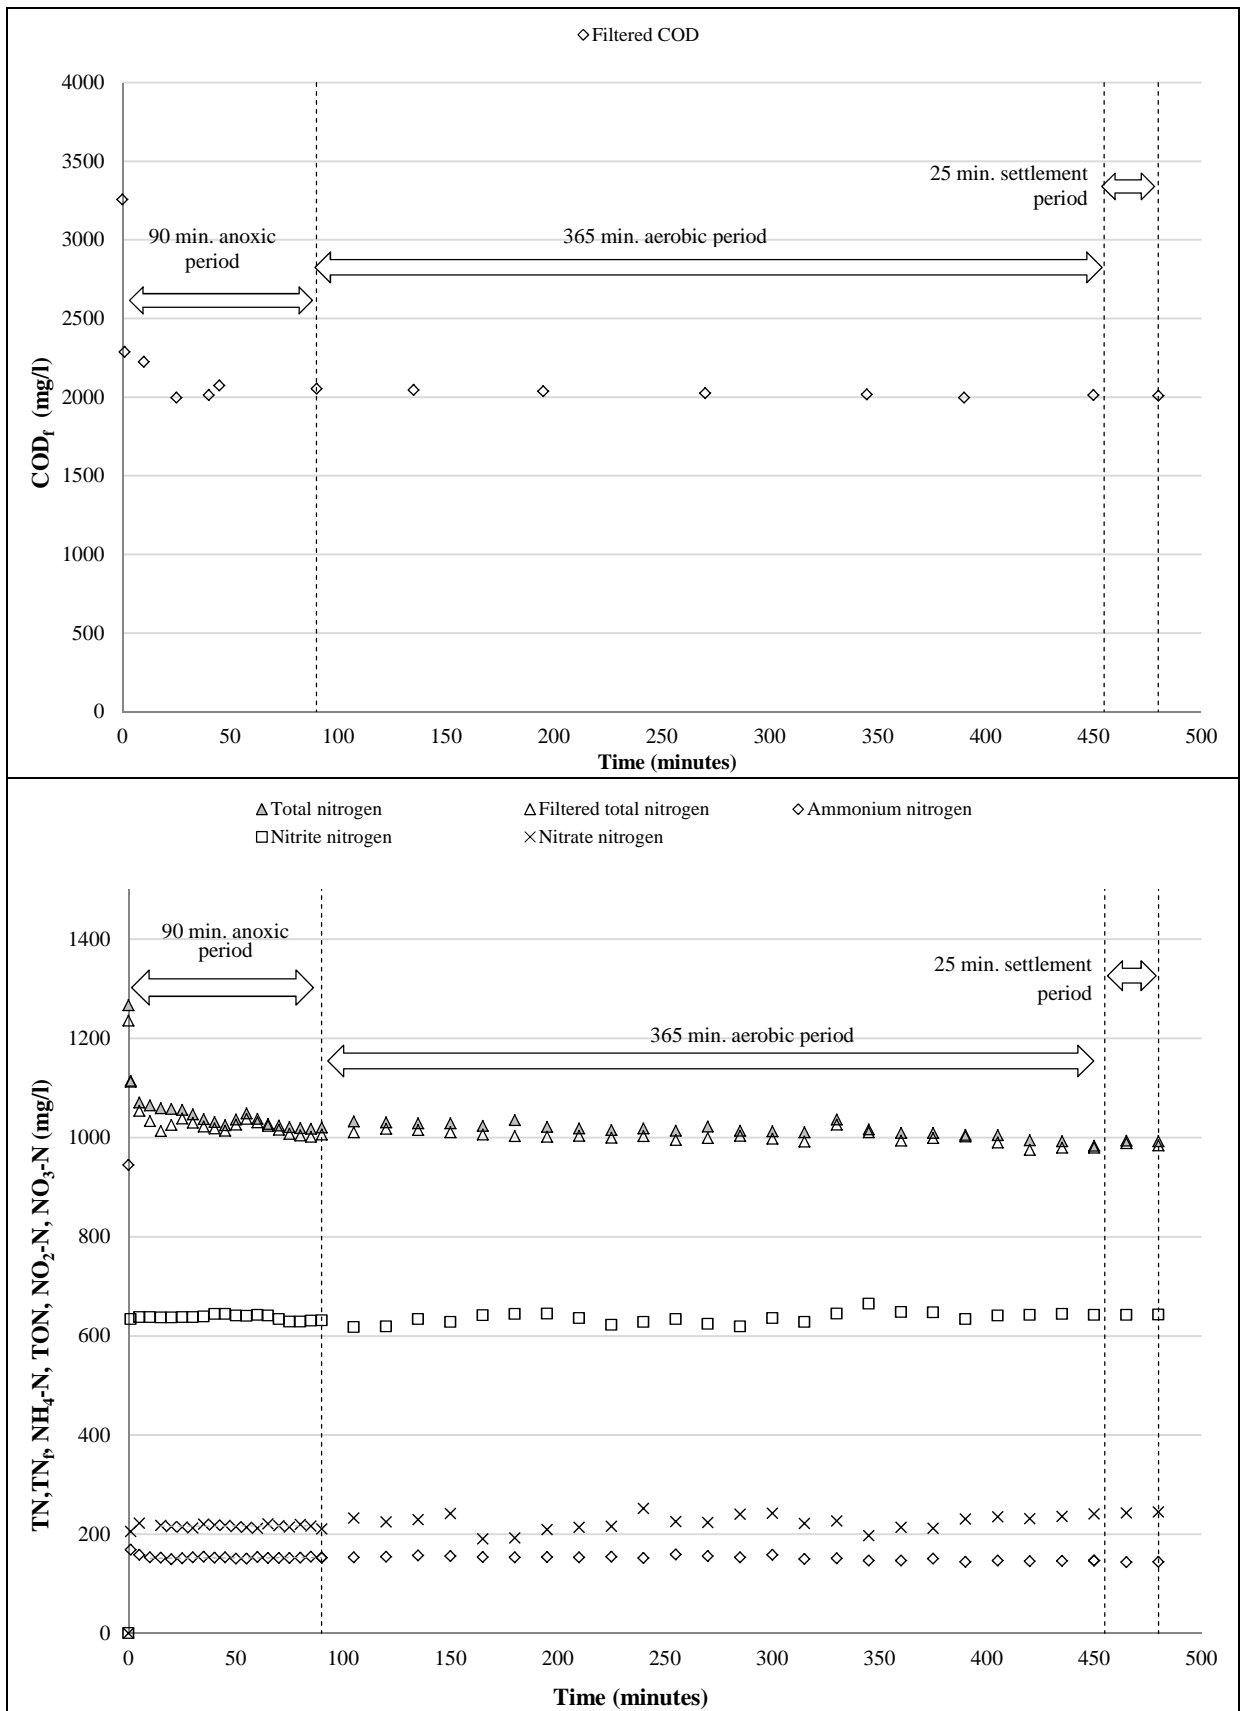 Filtered COD
4000
3500
25 min. settlement
period
3000
90 min. anoxic
period
365 min. aerobic period
2500
2000
1500
1000
500
0
COD_f (mg/l)
0 50 100 150 200 250 300 350 400 450 500
Time (minutes)
Total nitrogen Filtered total nitrogen Ammonium nitrogen
Nitrite nitrogen Nitrate nitrogen
1400
90 min. anoxic
period
25 min. settlement
period
1200
365 min. aerobic period
1000
800
600
400
200
0
TN,TN_f, NH_4-N, TON, NO_2-N, NO_3-N (mg/l)
0 50 100 150 200 250 300 350 400 450 500
Time (minutes)